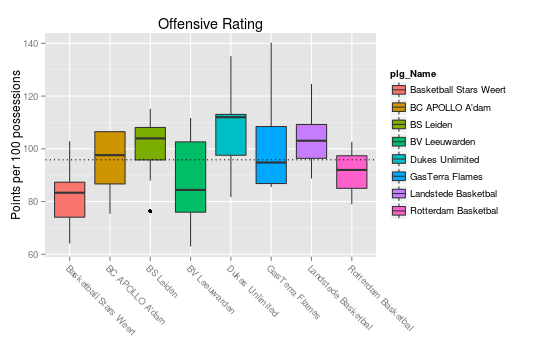 Offensive Rating
Points per 100 possessions
140
120
100
80
60
Basketball Stars Weert
BC APOLLO A'dam
BS Leiden
BV Leeuwarden
Dukes Unlimited
GasTerra Flames
Landstede Basketbal
Rotterdam Basketbal
plg_Name
Basketball Stars Weert
BC APOLLO A'dam
BS Leiden
BV Leeuwarden
Dukes Unlimited
GasTerra Flames
Landstede Basketbal
Rotterdam Basketbal